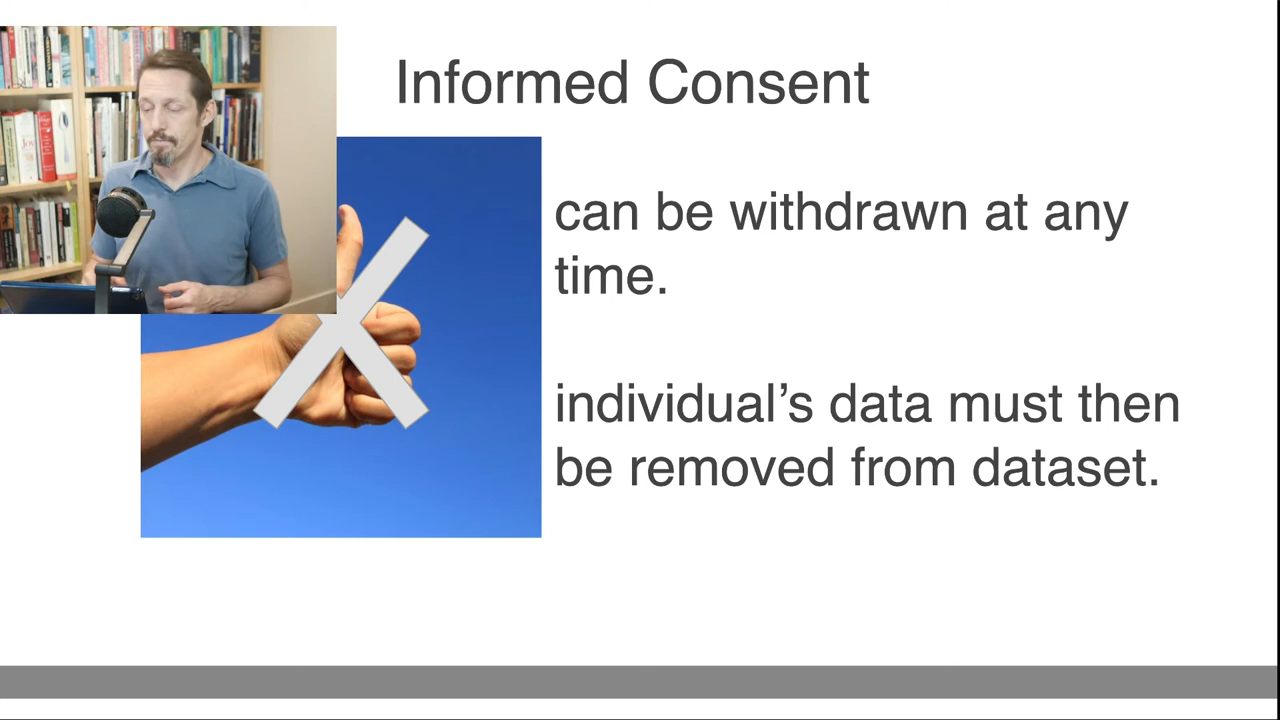 Informed Consent
can be withdrawn at any
time.
individual’s data must then
be removed from dataset.